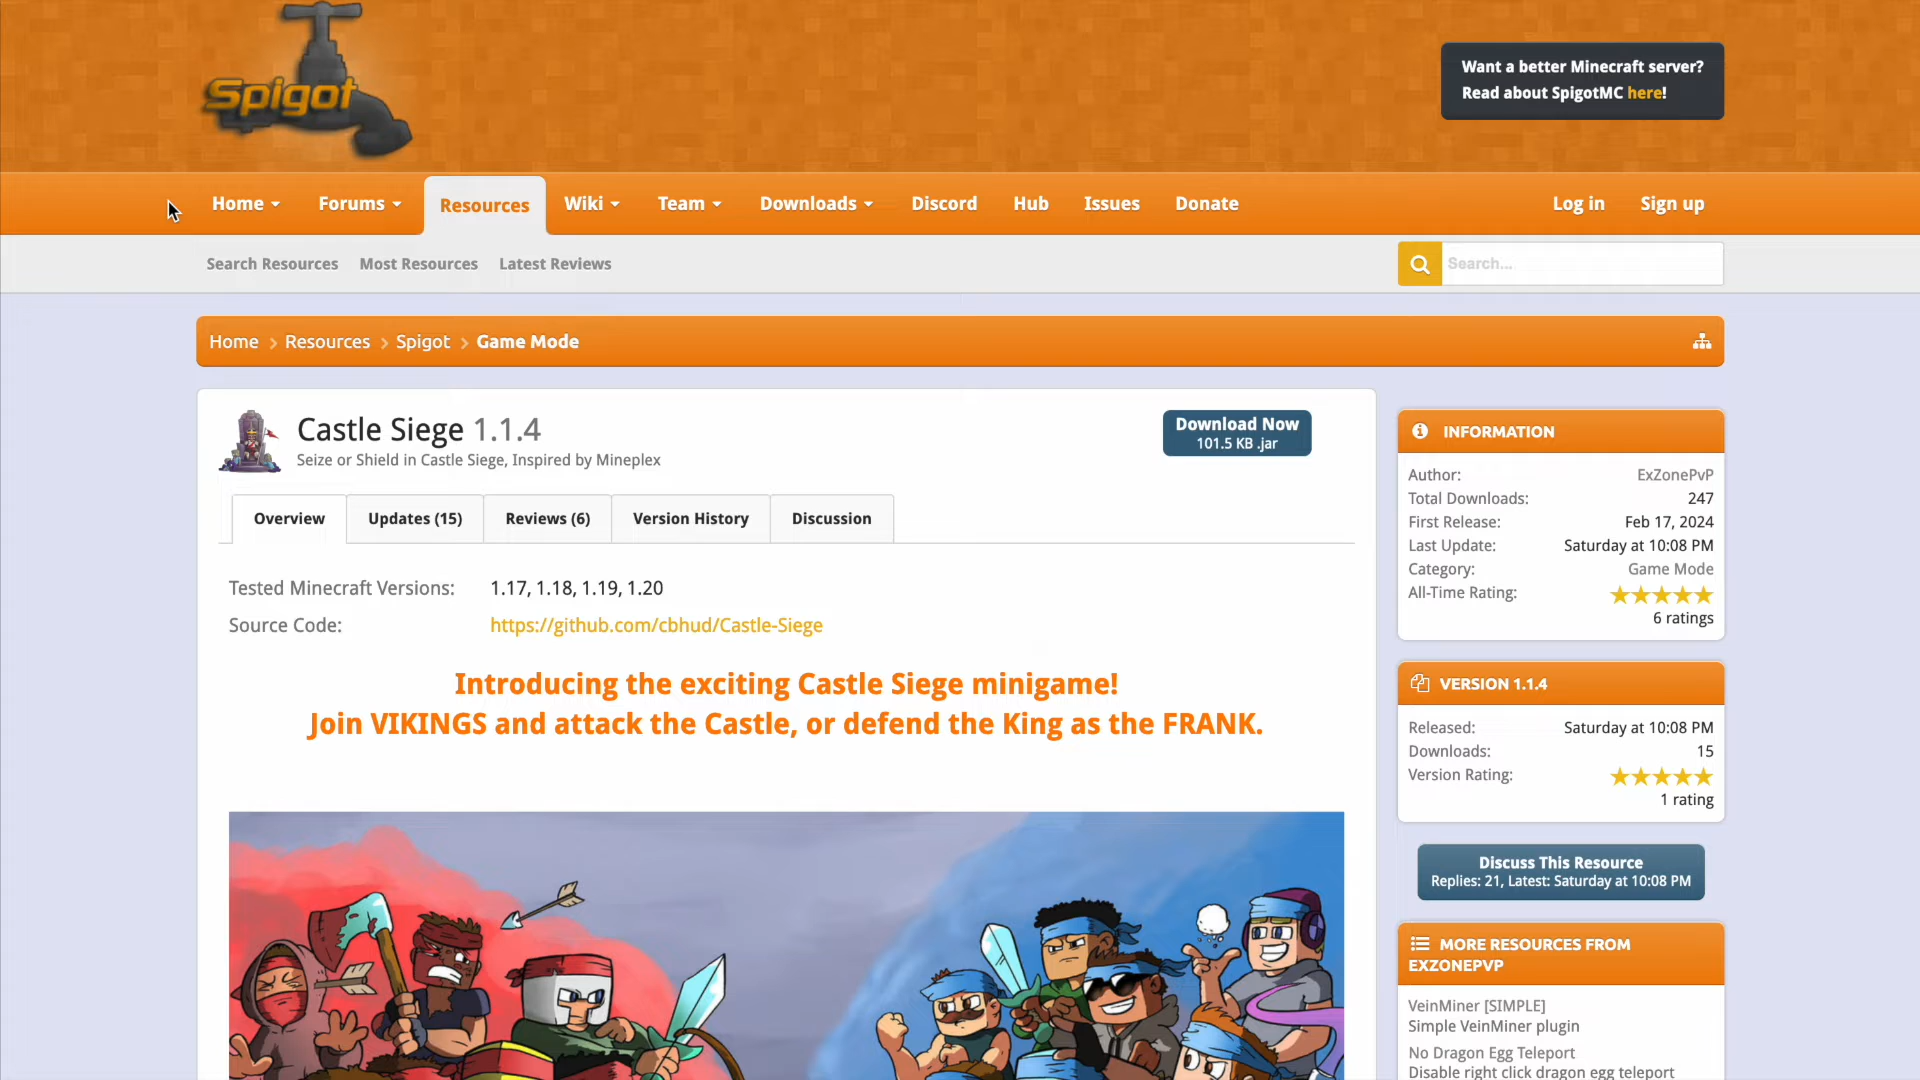 Spigot
Want a better Minecraft server?
Read about SpigotMC here!
Home
Forums
Resources
Wiki
Team
Downloads
Discord
Hub
Issues
Donate
Log in
Sign up
Search Resources
Most Resources
Latest Reviews
Search...
Home
Resources
Spigot
Game Mode
Castle Siege 1.1.4
Seize or Shield in Castle Siege, Inspired by Mineplex
Download Now
101.5 KB .jar
Overview
Updates (15)
Reviews (6)
Version History
Discussion
Tested Minecraft Versions: 1.17, 1.18, 1.19, 1.20
Source Code: https://github.com/cbhud/Castle-Siege
Introducing the exciting Castle Siege minigame!
Join VIKINGS and attack the Castle, or defend the King as the FRANK.
INFORMATION
Author: ExZonePvP
Total Downloads: 247
First Release: Feb 17, 2024
Last Update: Saturday at 10:08 PM
Category: Game Mode
All-Time Rating:
6 ratings
VERSION 1.1.4
Released: Saturday at 10:08 PM
Downloads: 15
Version Rating:
1 rating
Discuss This Resource
Replies: 21, Latest: Saturday at 10:08 PM
MORE RESOURCES FROM
EXZONEPVP
VeinMiner [SIMPLE]
Simple VeinMiner plugin
No Dragon Egg Teleport
Disable right click dragon egg teleport